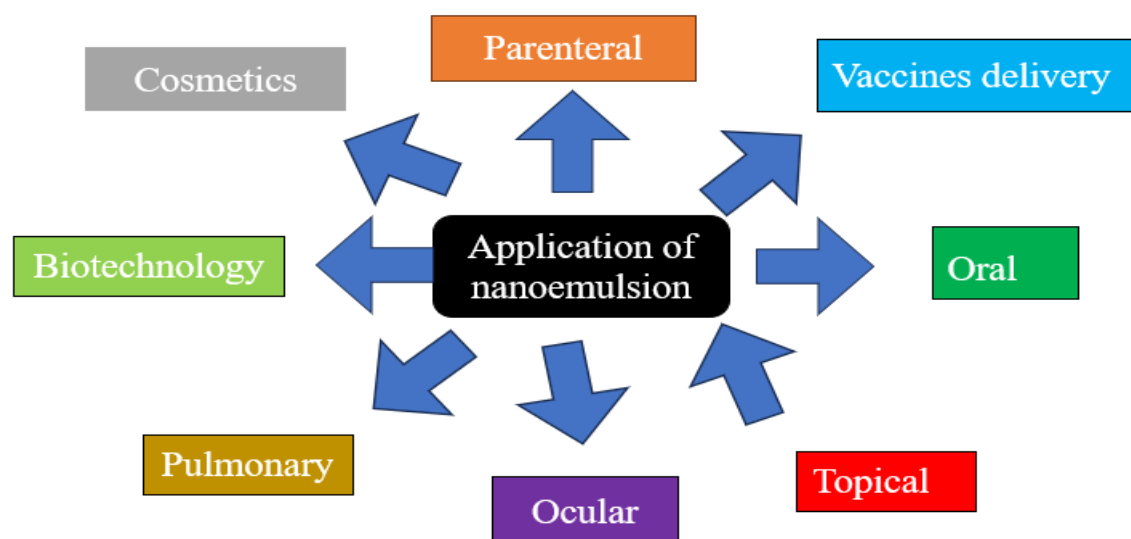 Parenteral
Cosmetics
Vaccines delivery
Application of
nanoemulsion
Biotechnology
Oral
Pulmonary
Topical
Ocular